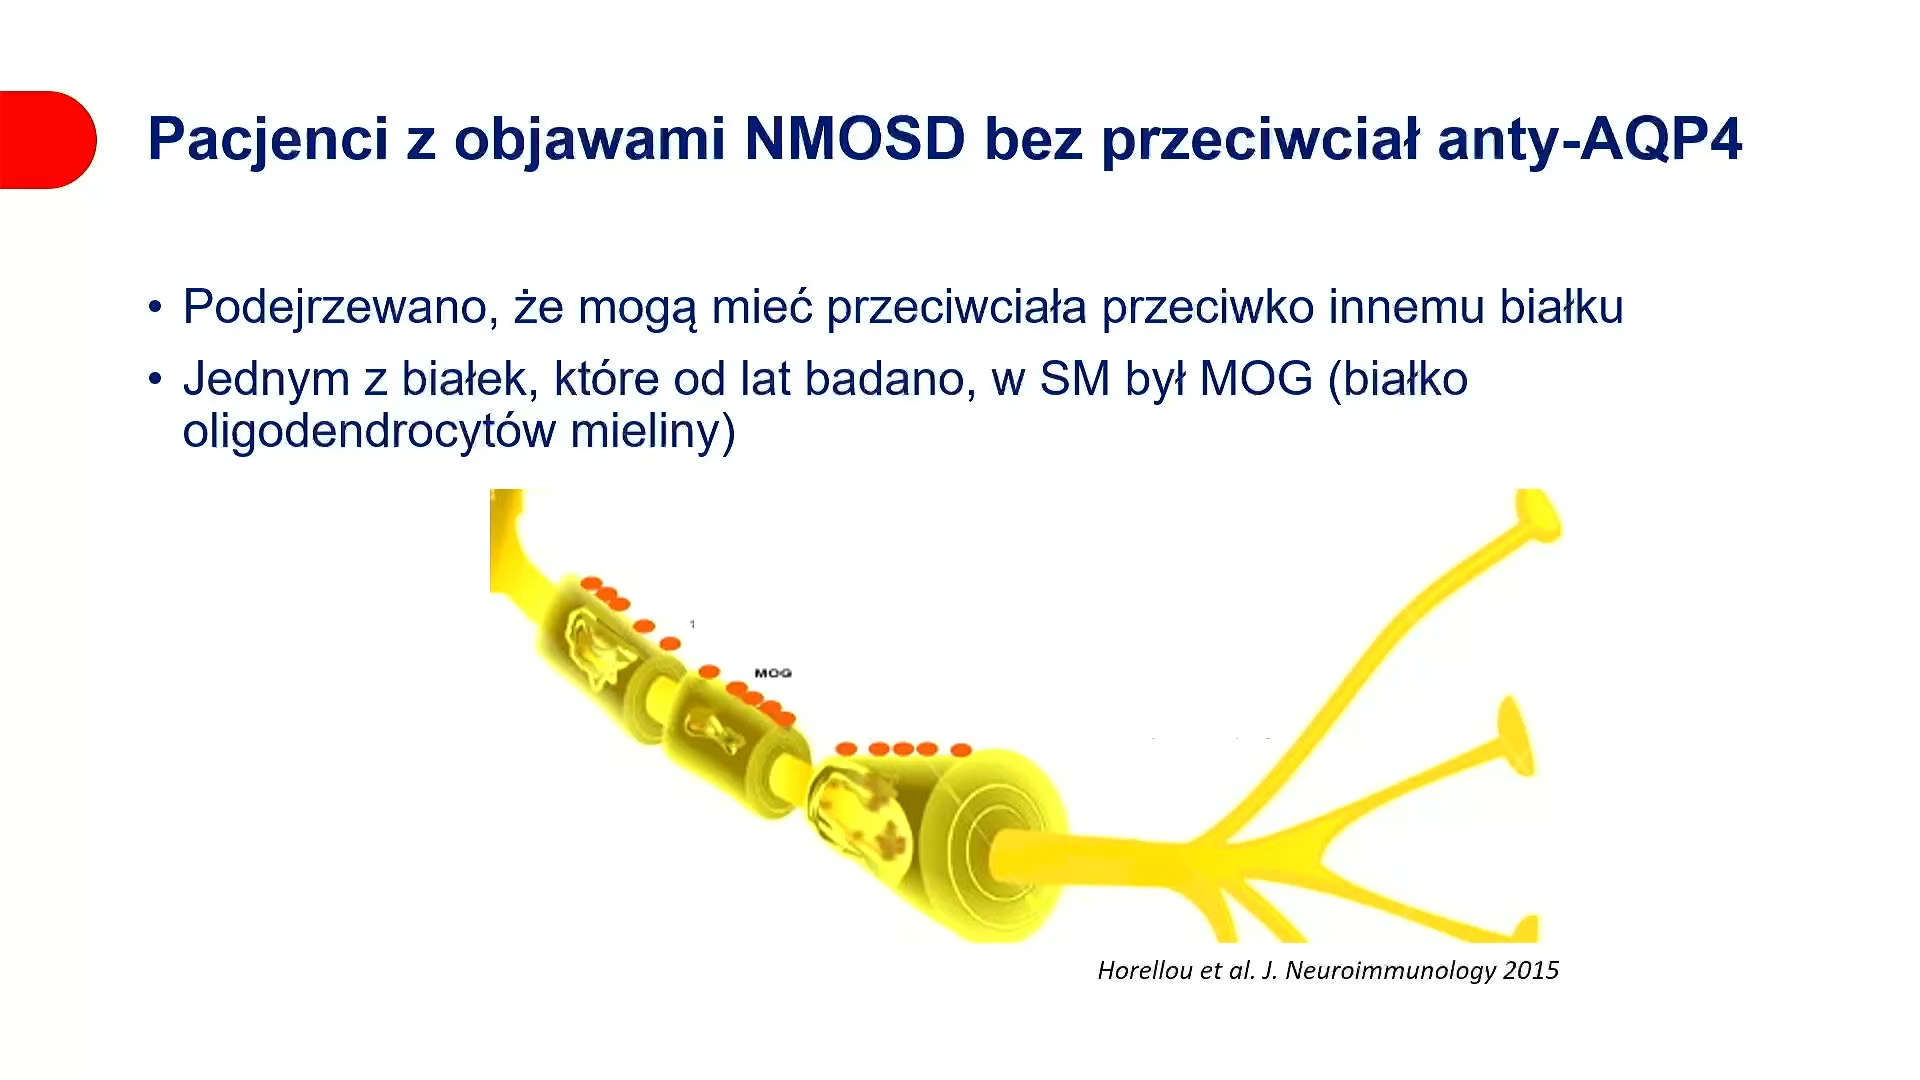 Pacjenci z objawami NMOSD bez przeciwciał anty-AQP4
• Podejrzewano, że mogą mieć przeciwciała przeciwko innemu białku
• Jednym z białek, które od lat badano, w SM był MOG (białko
oligodendrocytów mieliny)
1
MOG
Horellou et al. J. Neuroimmunology 2015